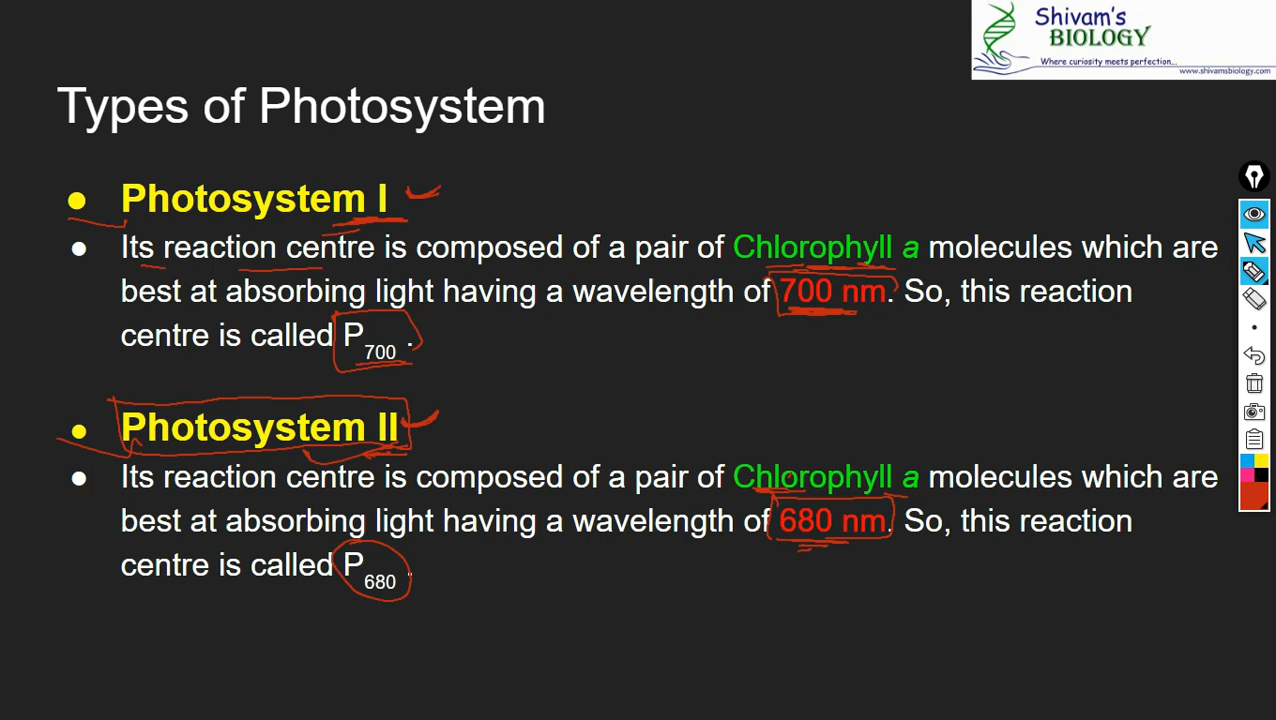 Shivam's
BIOLOGY
Where curiosity meets perfection...
www.shivamsbiology.com
Types of Photosystem
● Photosystem I
● Its reaction centre is composed of a pair of Chlorophyll a molecules which are
best at absorbing light having a wavelength of 700 nm. So, this reaction
centre is called P700 .
● Photosystem II
● Its reaction centre is composed of a pair of Chlorophyll a molecules which are
best at absorbing light having a wavelength of 680 nm. So, this reaction
centre is called P680 .